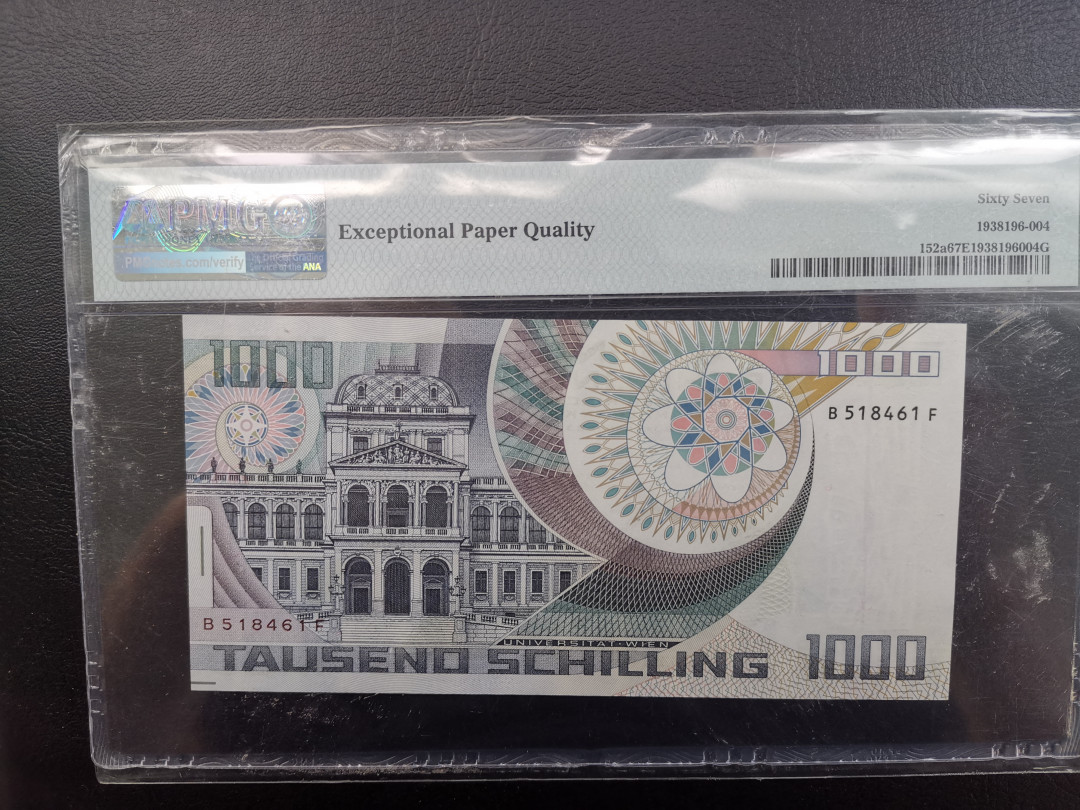 PMG
Exceptional Paper Quality
Sixty Seven
1938196-004
152a67E1938196004G
.com/verify
ANA
1000
1000
B 518461 F
B 518461 F
UNIVERSITÄT·WIEN
TAUSEND SCHILLING 1000